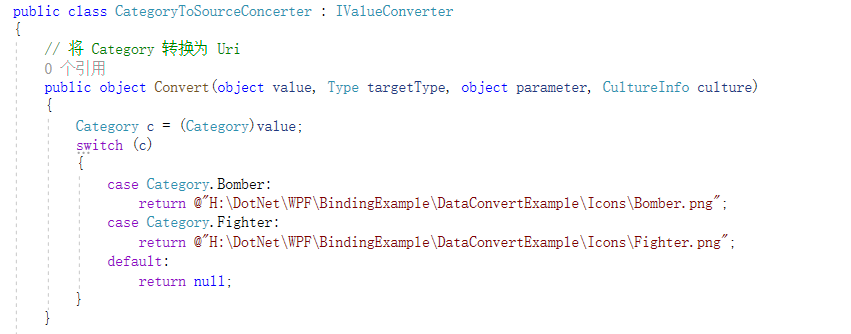 public class CategoryToSourceConcerter : IValueConverter
{
// 将 Category 转换为 Uri
0 个引用
public object Convert(object value, Type targetType, object parameter, CultureInfo culture)
{
Category c = (Category)value;
switch (c)
{
case Category.Bomber:
return @"H:\DotNet\WPF\BindingExample\DataConvertExample\Icons\Bomber.png";
case Category.Fighter:
return @"H:\DotNet\WPF\BindingExample\DataConvertExample\Icons\Fighter.png";
default:
return null;
}
}